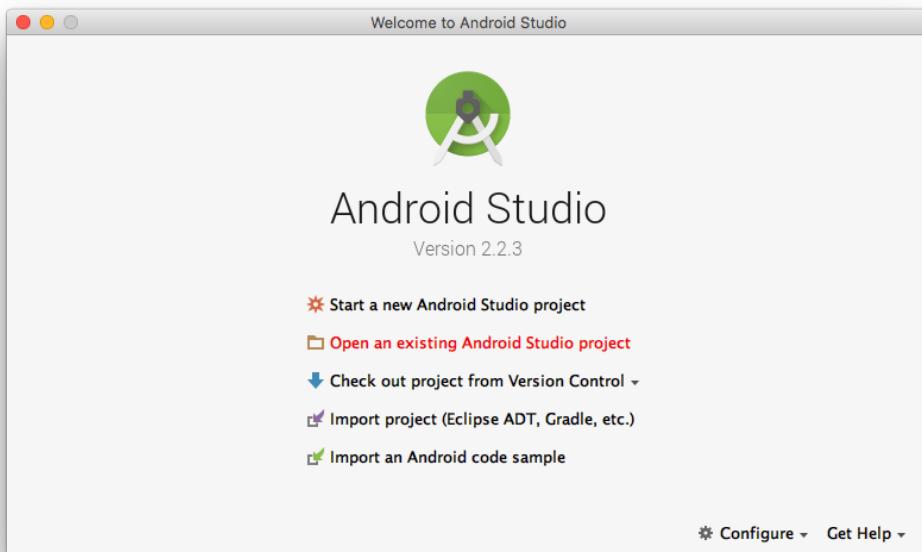 Welcome to Android Studio
Android Studio
Version 2.2.3
Start a new Android Studio project
Open an existing Android Studio project
Check out project from Version Control
Import project (Eclipse ADT, Gradle, etc.)
Import an Android code sample
Configure Get Help